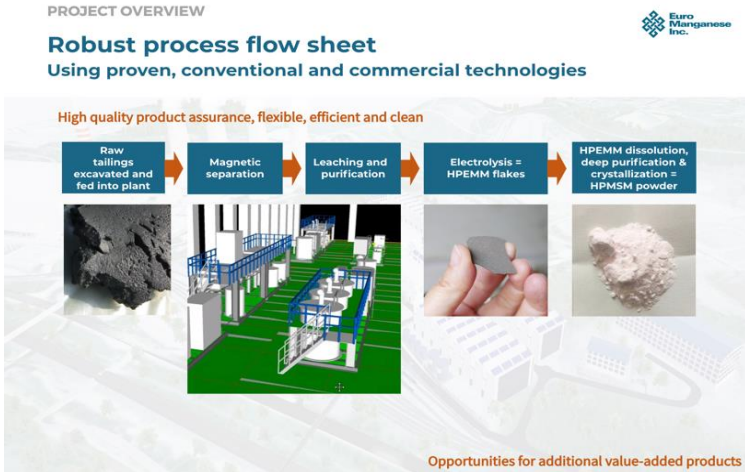 PROJECT OVERVIEW
Euro
Manganese
Inc.
Robust process flow sheet
Using proven, conventional and commercial technologies
High quality product assurance, flexible, efficient and clean
Raw
tailings
excavated and
fed into plant
Magnetic
separation
Leaching and
purification
Electrolysis =
HPEMM flakes
HPEMM dissolution,
deep purification &
crystallization =
HPMSM powder
Opportunities for additional value-added products